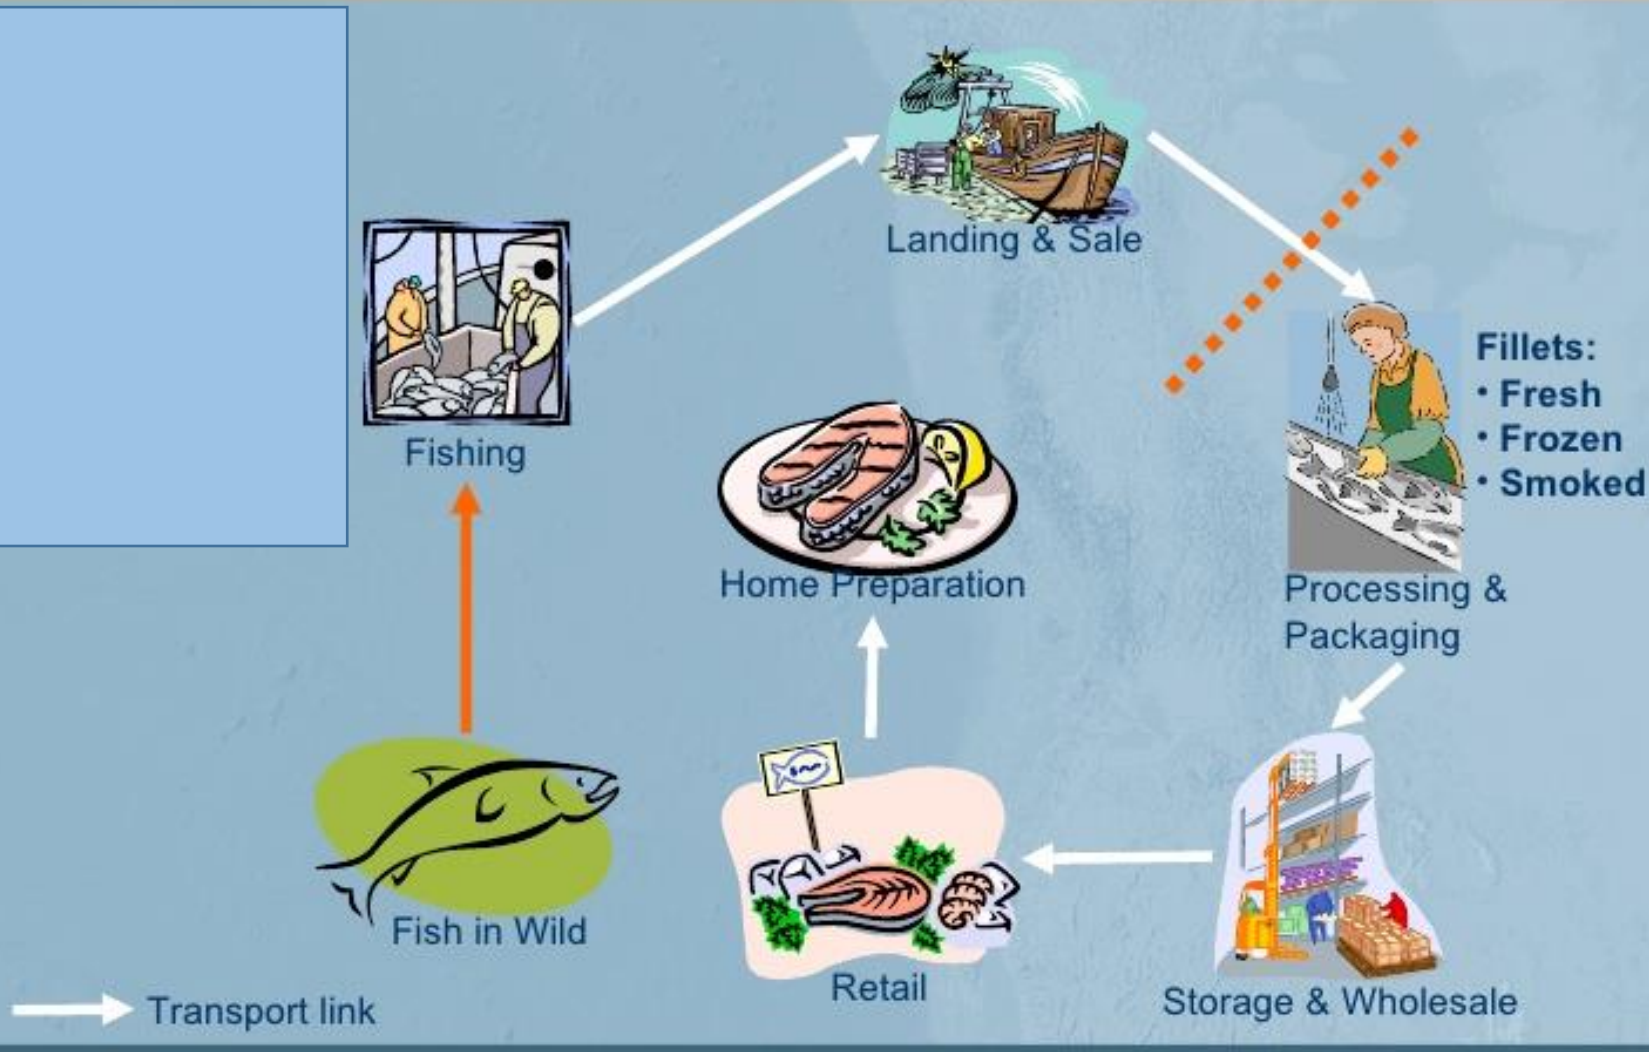 Landing & Sale
Fishing
Fillets:
• Fresh
• Frozen
• Smoked
Home Preparation
Processing &
Packaging
Fish in Wild
Retail
Storage & Wholesale
Transport link